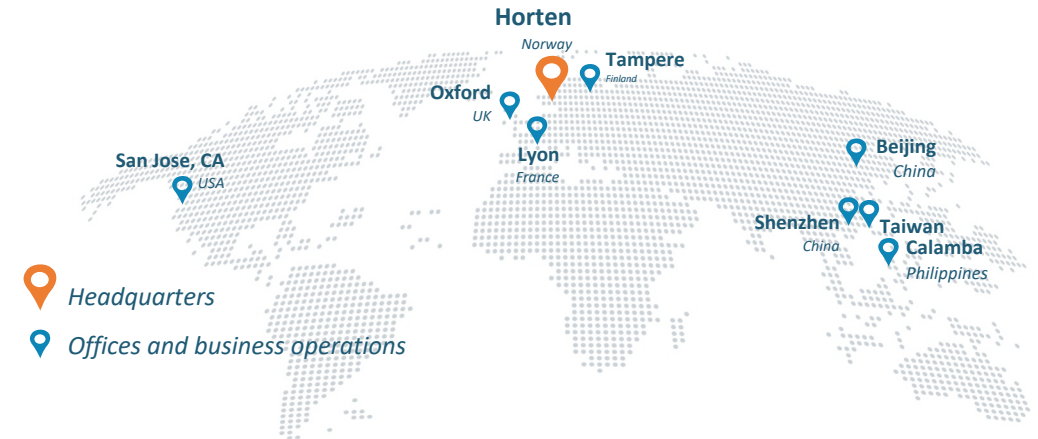 Horten
Norway
Tampere
Finland
Oxford
UK
Lyon
France
San Jose, CA
USA
Beijing
China
Shenzhen
China
Taiwan
Calamba
Philippines
Headquarters
Offices and business operations